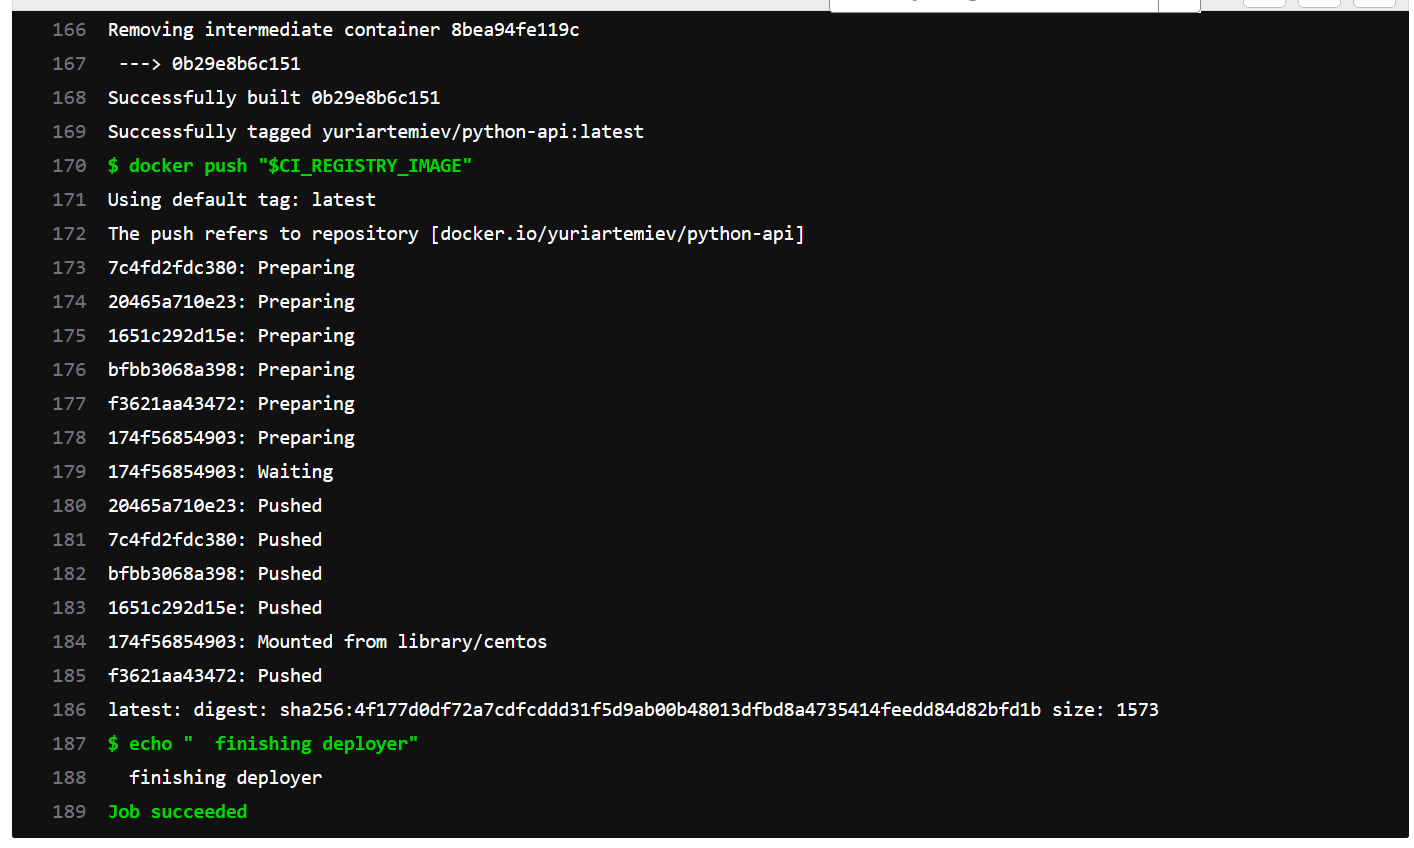 166 Removing intermediate container 8bea94fe119c
167  ---> 0b29e8b6c151
168 Successfully built 0b29e8b6c151
169 Successfully tagged yuriartemiev/python-api:latest
170 $ docker push "$CI_REGISTRY_IMAGE"
171 Using default tag: latest
172 The push refers to repository [docker.io/yuriartemiev/python-api]
173 7c4fd2fdc380: Preparing
174 20465a710e23: Preparing
175 1651c292d15e: Preparing
176 bfbb3068a398: Preparing
177 f3621aa43472: Preparing
178 174f56854903: Preparing
179 174f56854903: Waiting
180 20465a710e23: Pushed
181 7c4fd2fdc380: Pushed
182 bfbb3068a398: Pushed
183 1651c292d15e: Pushed
184 174f56854903: Mounted from library/centos
185 f3621aa43472: Pushed
186 latest: digest: sha256:4f177d0df72a7cdfcddd31f5d9ab00b48013dfbd8a4735414feedd84d82bfd1b size: 1573
187 $ echo "  finishing deployer"
188   finishing deployer
189 Job succeeded